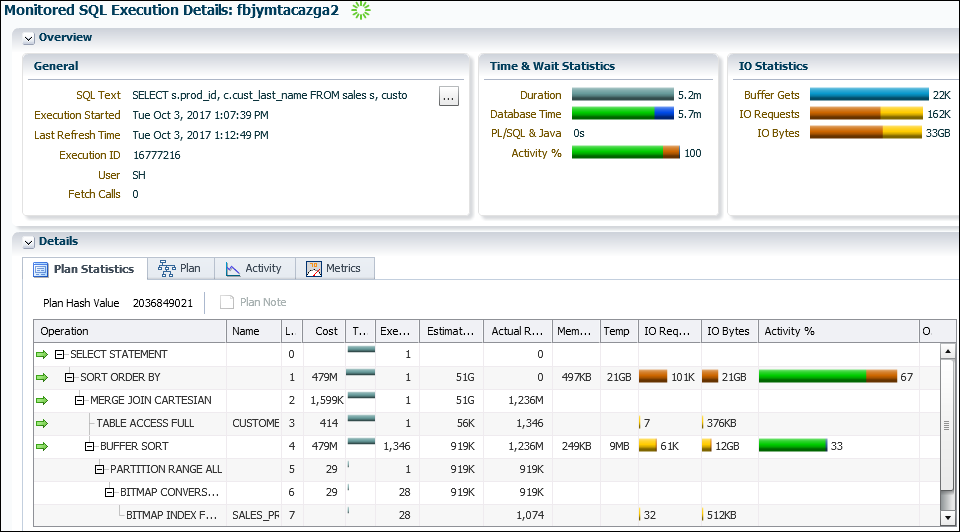 Monitored SQL Execution Details: fbjymtacazga2
Overview
General
SQL Text SELECT s.prod_id, c.cust_last_name FROM sales s, custo ...
Execution Started Tue Oct 3, 2017 1:07:39 PM
Last Refresh Time Tue Oct 3, 2017 1:12:49 PM
Execution ID 16777216
User SH
Fetch Calls 0
Time & Wait Statistics
Duration 5.2m
Database Time 5.7m
PL/SQL & Java 0s
Activity % 100
IO Statistics
Buffer Gets 22K
IO Requests 162K
IO Bytes 33GB
Details
Plan Statistics Plan Activity Metrics
Plan Hash Value 2036849021 Plan Note
Operation Name L... Cost T... Exe... Estimat... Actual R... Mem... Temp IO Req... IO Bytes Activity % O
SELECT STATEMENT 0 1 0
SORT ORDER BY 1 479M 1 51G 0 497KB 21GB 101K 21GB 67
MERGE JOIN CARTESIAN 2 1,599K 1 51G 1,236M
TABLE ACCESS FULL CUSTOME 3 414 1 56K 1,346 7 376KB
BUFFER SORT 4 479M 1,346 919K 1,236M 249KB 9MB 61K 12GB 33
PARTITION RANGE ALL 5 29 1 919K 919K
BITMAP CONVERS... 6 29 28 919K 919K
BITMAP INDEX F... SALES_PR 7 28 1,074 32 512KB